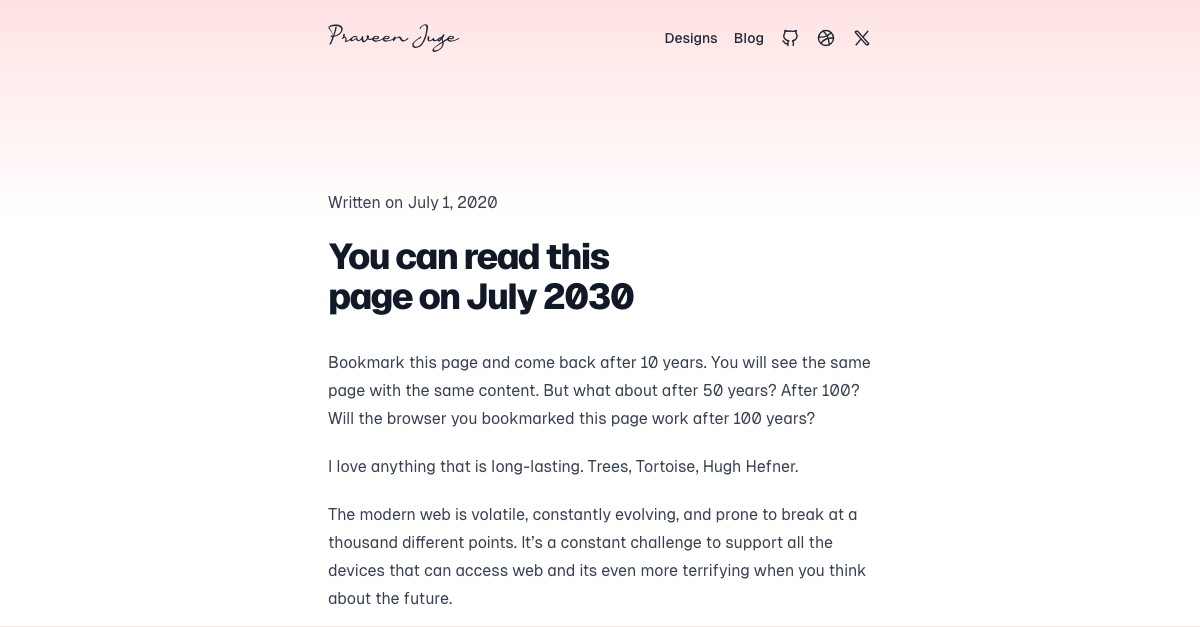 Praveen Juge
Designs Blog
Written on July 1, 2020
You can read this
page on July 2030
Bookmark this page and come back after 10 years. You will see the same
page with the same content. But what about after 50 years? After 100?
Will the browser you bookmarked this page work after 100 years?
I love anything that is long-lasting. Trees, Tortoise, Hugh Hefner.
The modern web is volatile, constantly evolving, and prone to break at a
thousand different points. It’s a constant challenge to support all the
devices that can access web and its even more terrifying when you think
about the future.